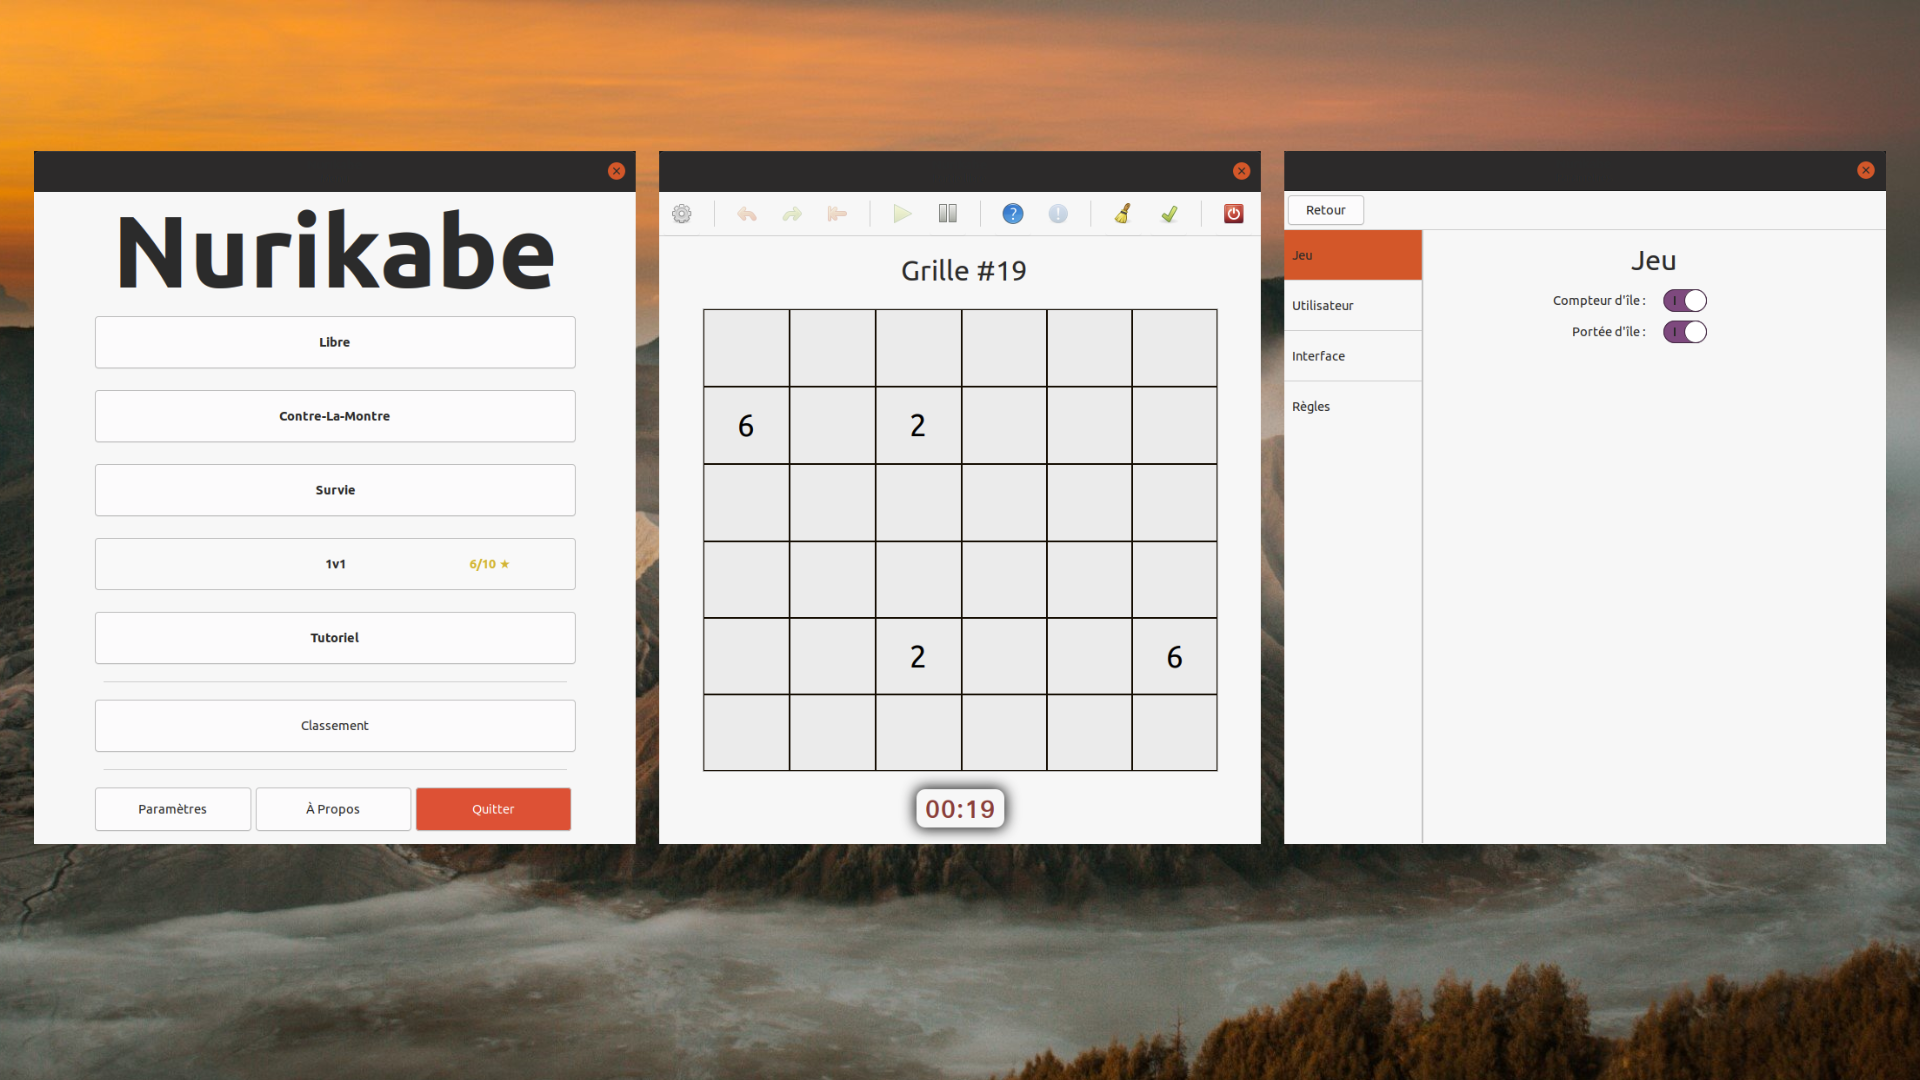 Nurikabe
Libre
Contre-La-Montre
Survie
1v1 6/10 ★
Tutoriel
Classement
Paramètres À Propos Quitter
Grille #19
6 2
2 6
00:19
Retour
Jeu
Utilisateur
Interface
Règles
Jeu
Compteur d'île :
Portée d'île :